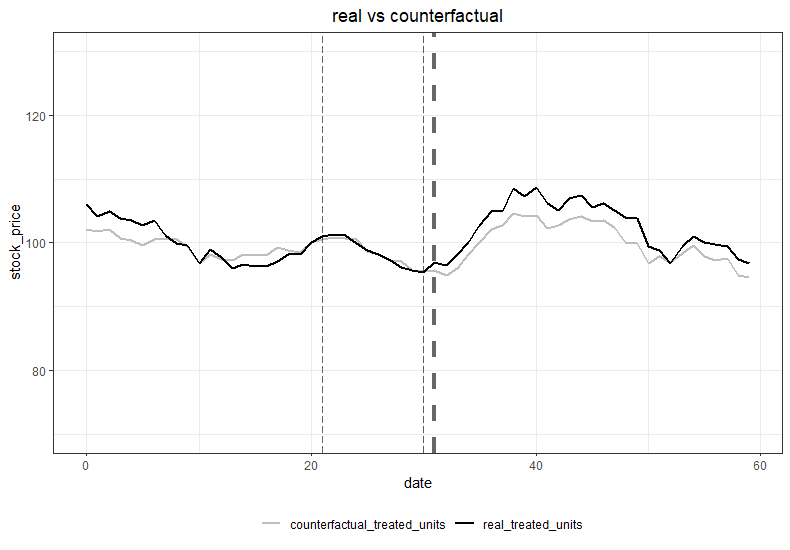 real vs counterfactual
120
100
80
stock_price
0 20 40 60
date
counterfactual_treated_units real_treated_units